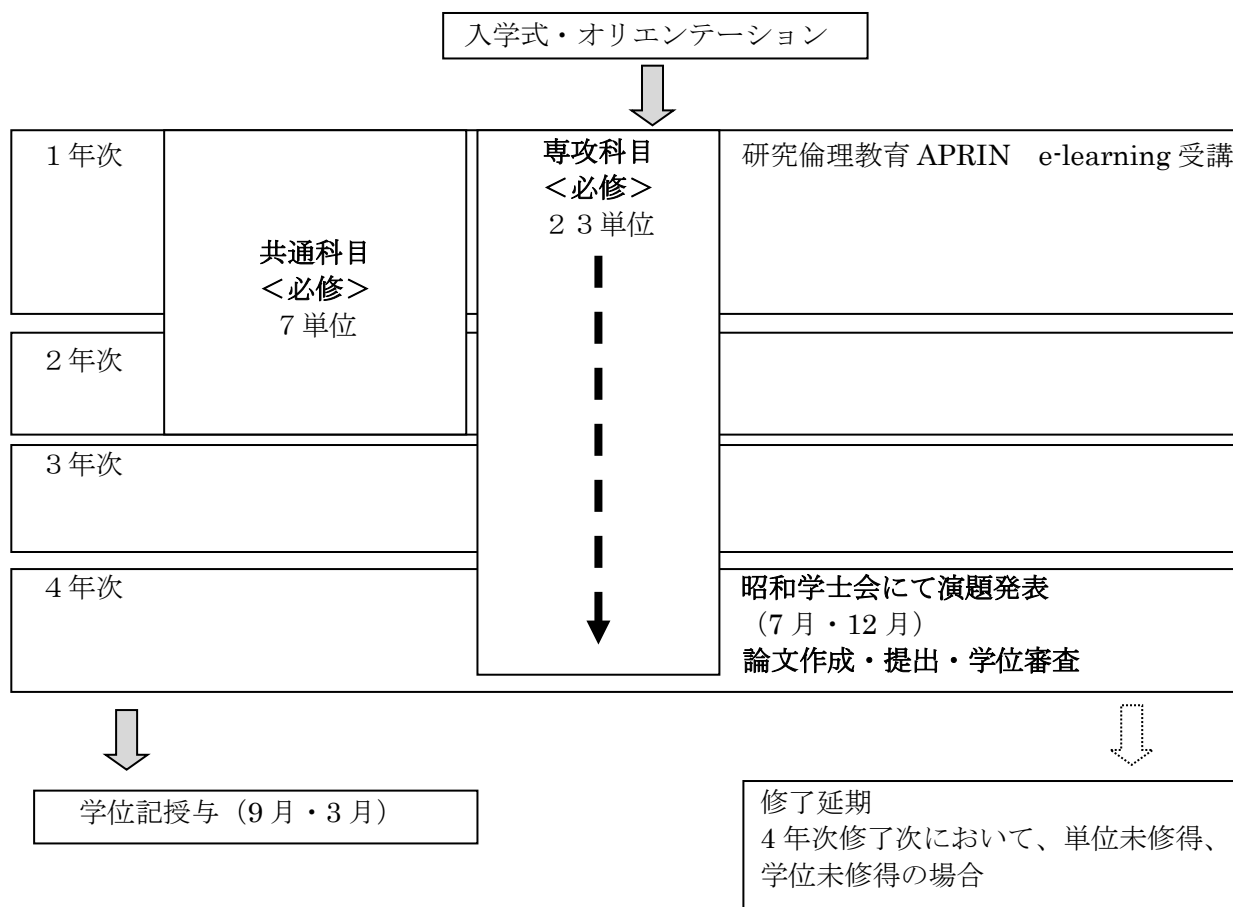 入学式・オリエンテーション
1年次
共通科目
＜必修＞
７単位
専攻科目
＜必修＞
２３単位
研究倫理教育 APRIN　e-learning 受講
２年次
３年次
４年次
昭和学士会にて演題発表
（7月・12月）
論文作成・提出・学位審査
学位記授与（9月・3月）
修了延期
4年次修了次において、単位未修得、
学位未修得の場合